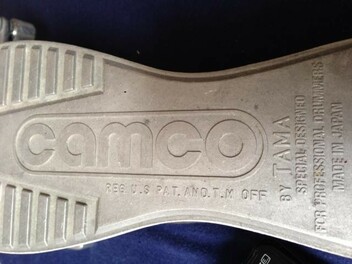 camco
REG U.S PAT. AND. T.M OFF
BY TAMA
SPECIAL DESIGNED
FOR PROFESSIONAL DRUMMERS
MADE IN JAPAN